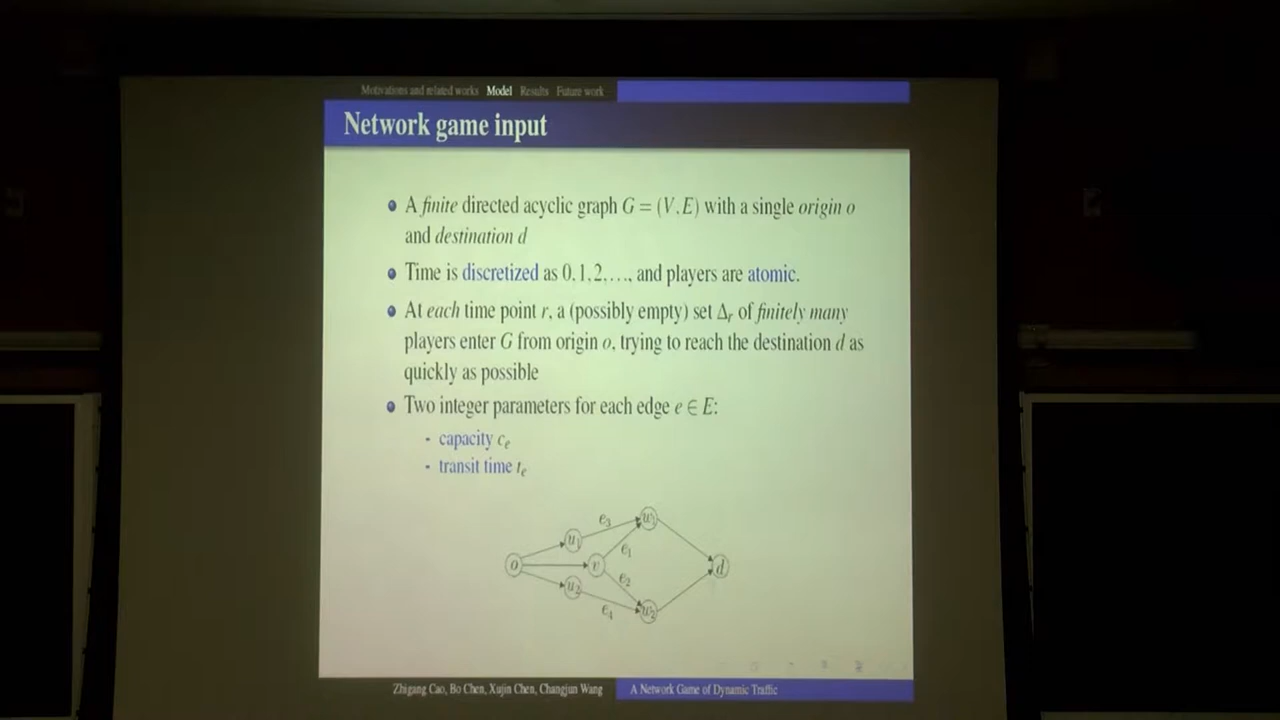 Motivations and related works Model Results Future work
Network game input
A finite directed acyclic graph G = (V, E) with a single origin o
and destination d
Time is discretized as 0, 1, 2, . . . , and players are atomic.
At each time point r, a (possibly empty) set Δr of finitely many
players enter G from origin o, trying to reach the destination d as
quickly as possible
Two integer parameters for each edge e ∈ E:
- capacity ce
- transit time te
e3 w1
u1
e1
o v d
e2
u2
e4 w2
Zhigang Cao, Bo Chen, Xujin Chen, Changjun Wang A Network Game of Dynamic Traffic